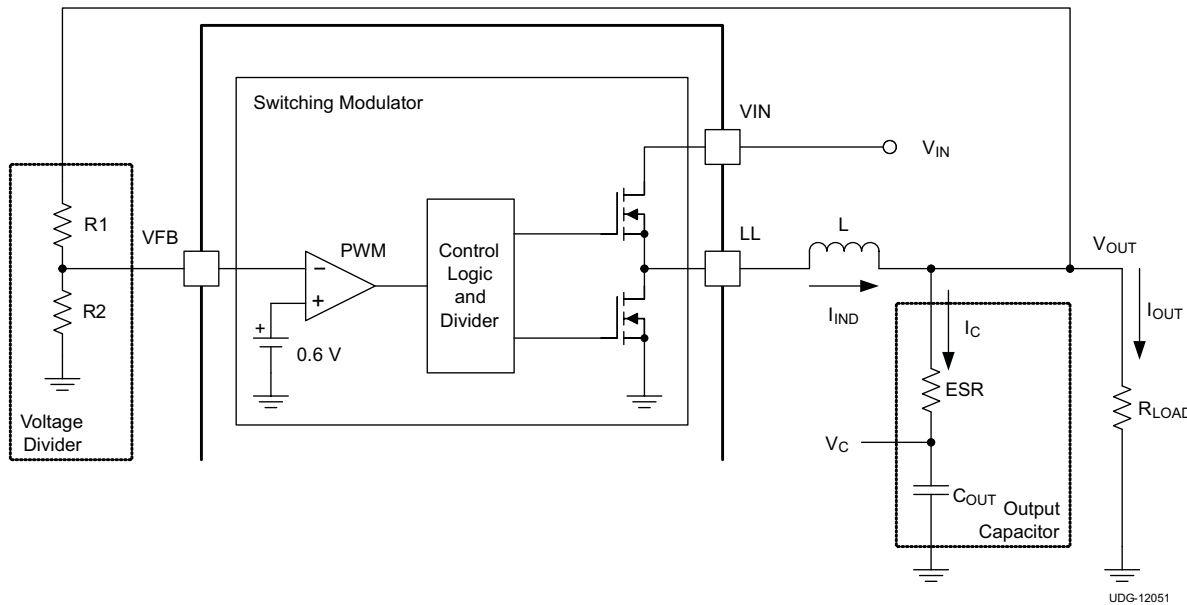 Switching Modulator
VIN
V_IN
R1
VFB
PWM
LL
L
V_OUT
Control
Logic
and
Divider
R2
I_IND
I_C
I_OUT
0.6 V
ESR
R_LOAD
Voltage
Divider
V_C
C_OUT
Output
Capacitor
UDG-12051